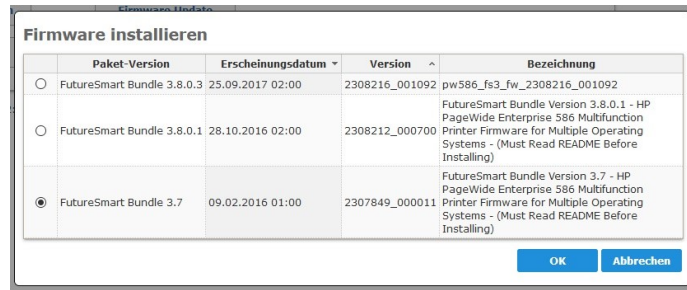 Firmware Update
Firmware installieren
Paket-Version Erscheinungsdatum Version Bezeichnung
FutureSmart Bundle 3.8.0.3 25.09.2017 02:00 2308216_001092 pw586_fs3_fw_2308216_001092
FutureSmart Bundle Version 3.8.0.1 - HP
PageWide Enterprise 586 Multifunction
FutureSmart Bundle 3.8.0.1 28.10.2016 02:00 2308212_000700 Printer Firmware for Multiple Operating
Systems - (Must Read README Before
Installing)
FutureSmart Bundle Version 3.7 - HP
PageWide Enterprise 586 Multifunction
FutureSmart Bundle 3.7 09.02.2016 01:00 2307849_000011 Printer Firmware for Multiple Operating
Systems - (Must Read README Before
Installing)
OK Abbrechen